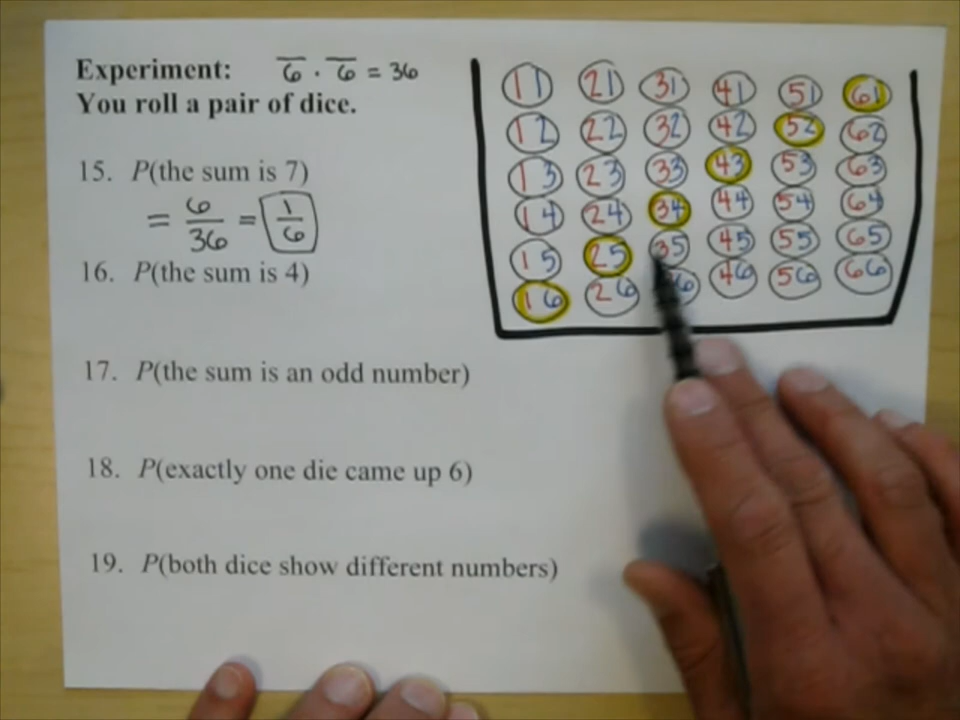 Experiment: 6 · 6 = 36
You roll a pair of dice.
15. P(the sum is 7)
= 6/36 = 1/6
16. P(the sum is 4)
17. P(the sum is an odd number)
18. P(exactly one die came up 6)
19. P(both dice show different numbers)
11 21 31 41 51 61
12 22 32 42 52 62
13 23 33 43 53 63
14 24 34 44 54 64
15 25 35 45 55 65
16 26 6 46 56 66